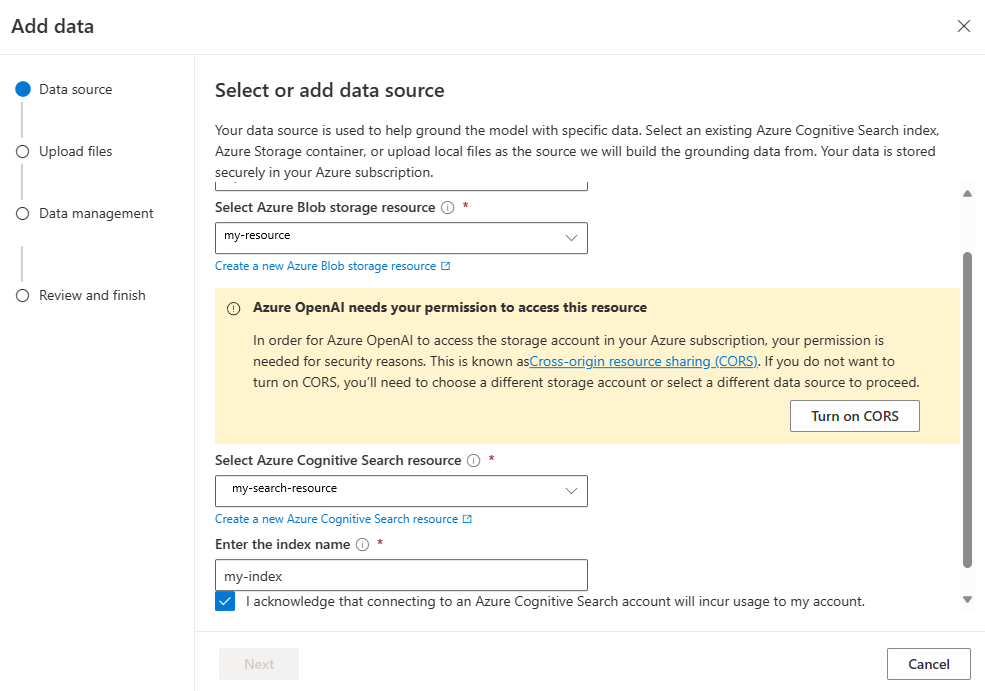 Add data
Data source
Upload files
Data management
Review and finish
Select or add data source
Your data source is used to help ground the model with specific data. Select an existing Azure Cognitive Search index,
Azure Storage container, or upload local files as the source we will build the grounding data from. Your data is stored
securely in your Azure subscription.
Select Azure Blob storage resource *
my-resource
Create a new Azure Blob storage resource
Azure OpenAI needs your permission to access this resource
In order for Azure OpenAI to access the storage account in your Azure subscription, your permission is
needed for security reasons. This is known asCross-origin resource sharing (CORS). If you do not want to
turn on CORS, you'll need to choose a different storage account or select a different data source to proceed.
Turn on CORS
Select Azure Cognitive Search resource *
my-search-resource
Create a new Azure Cognitive Search resource
Enter the index name *
my-index
I acknowledge that connecting to an Azure Cognitive Search account will incur usage to my account.
Next
Cancel